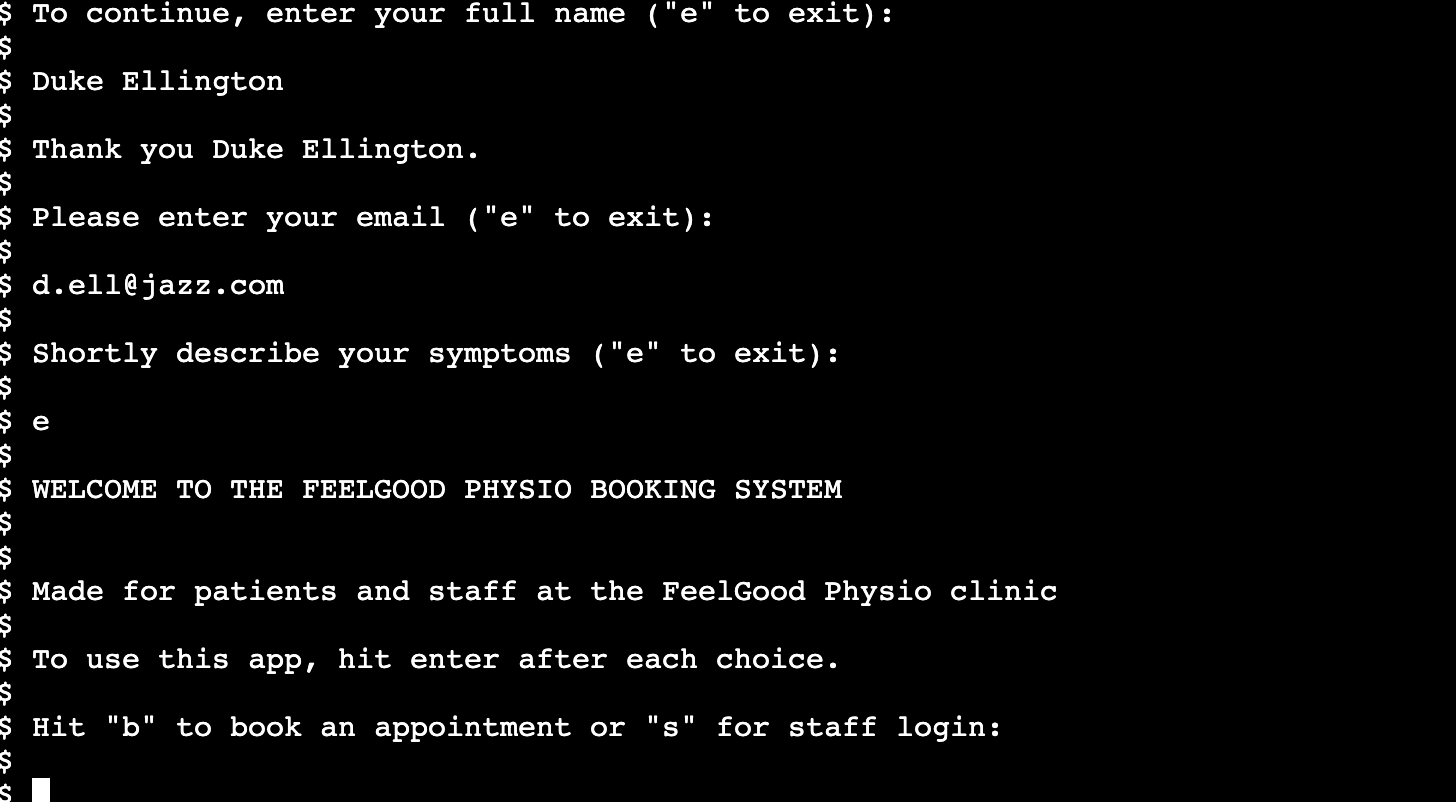 $ To continue, enter your full name ("e" to exit):
$
$ Duke Ellington
$
$ Thank you Duke Ellington.
$
$ Please enter your email ("e" to exit):
$
$ d.ell@jazz.com
$
$ Shortly describe your symptoms ("e" to exit):
$
$ e
$
$ WELCOME TO THE FEELGOOD PHYSIO BOOKING SYSTEM
$
$
$ Made for patients and staff at the FeelGood Physio clinic
$
$ To use this app, hit enter after each choice.
$
$ Hit "b" to book an appointment or "s" for staff login:
$
$